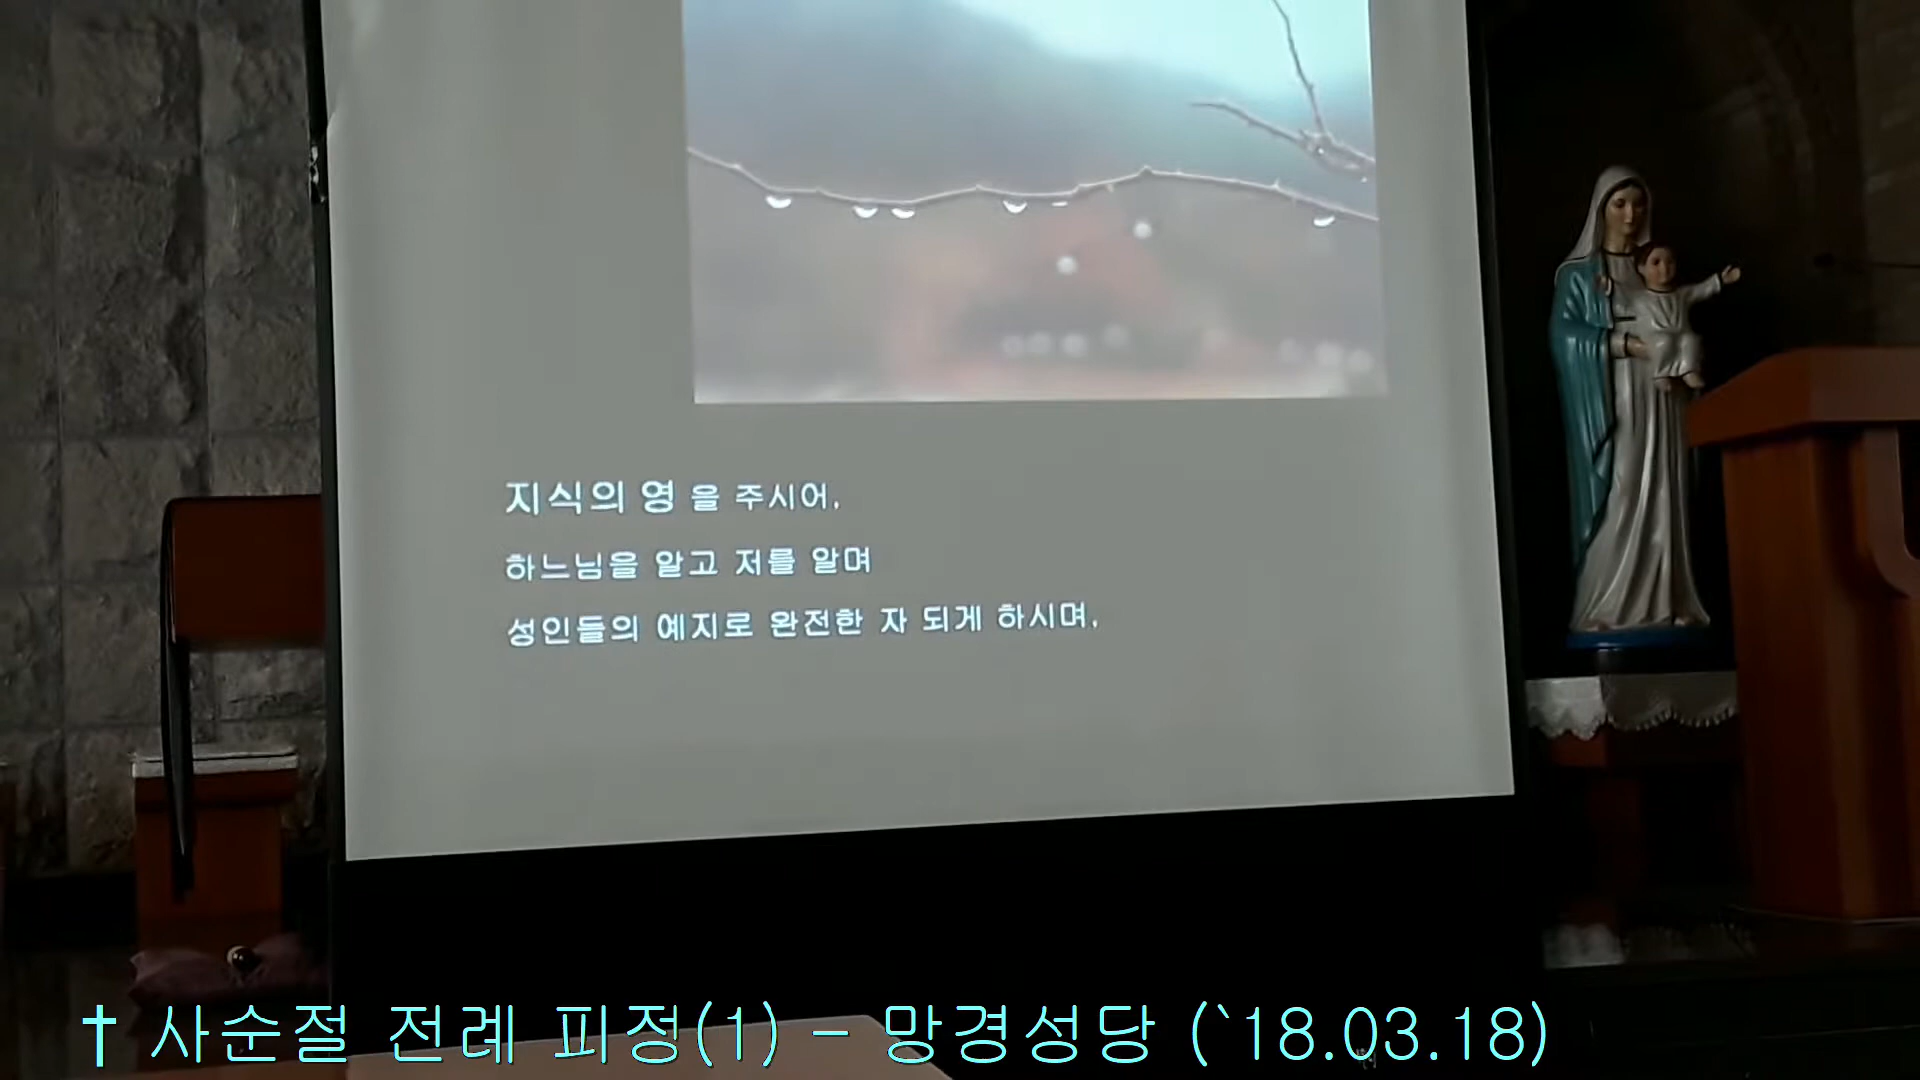 지식의 영 을 주시어,
하느님을 알고 저를 알며
성인들의 예지로 완전한 자 되게 하시며,
† 사순절 전례 피정(1) - 망경성당 (`18.03.18)